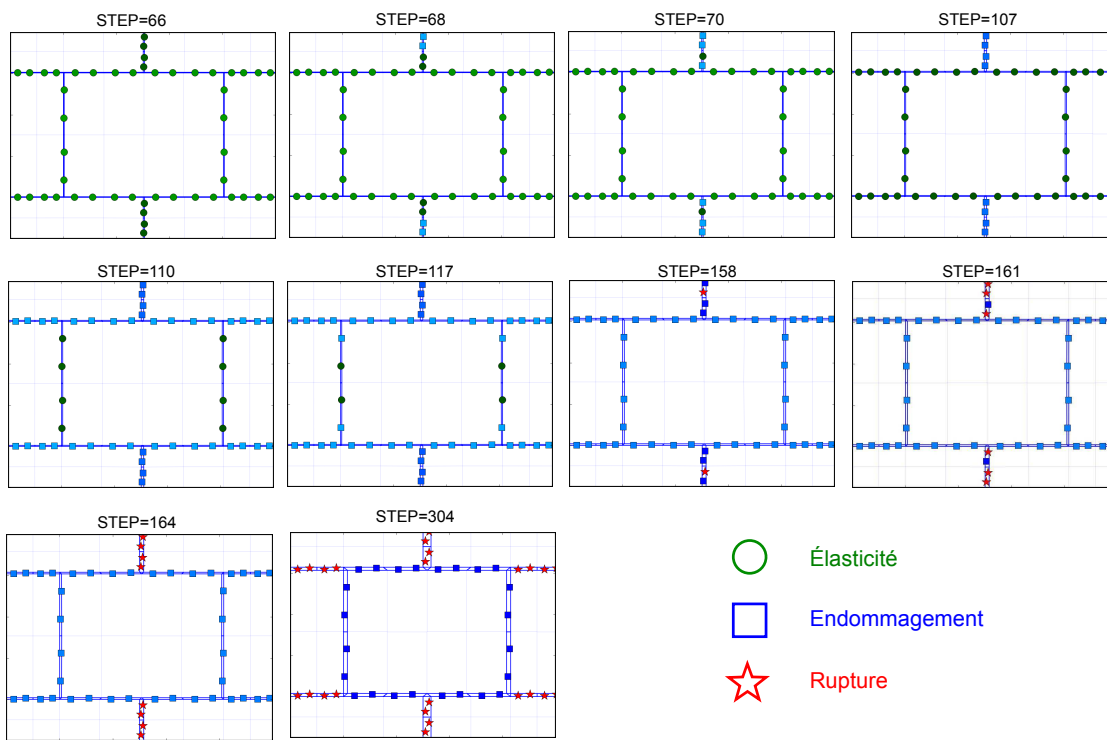 STEP=66
STEP=68
STEP=70
STEP=107
STEP=110
STEP=117
STEP=158
STEP=161
STEP=164
STEP=304
Élasticité
Endommagement
Rupture